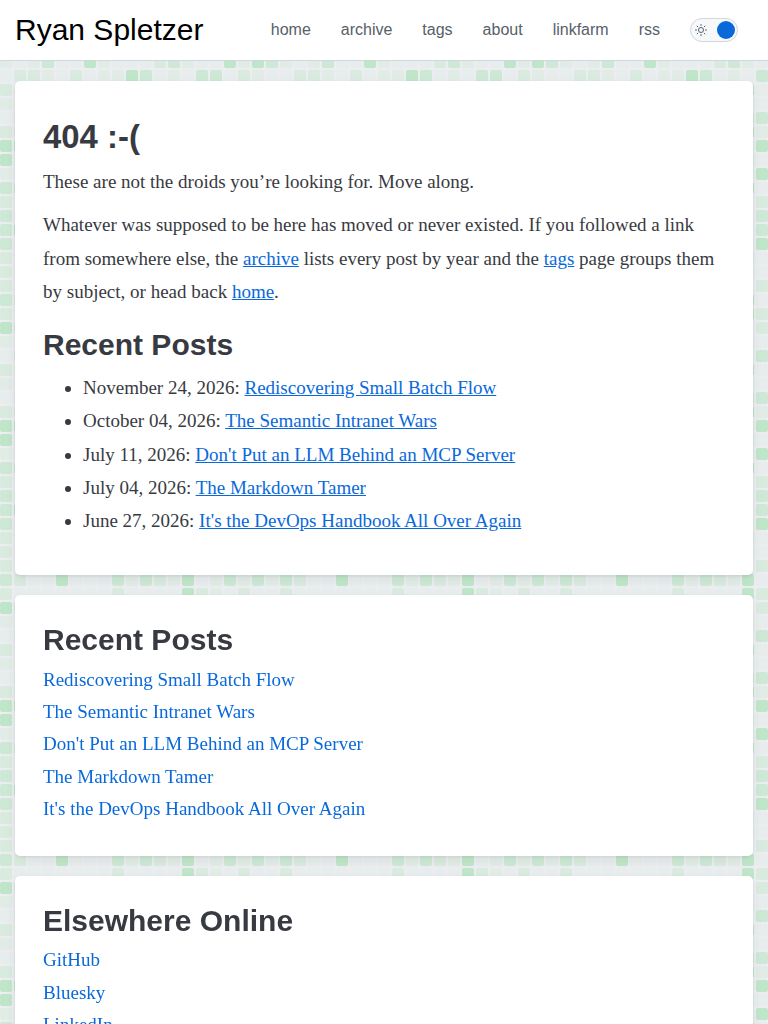 Ryan Spletzer
home archive tags about linkfarm rss
404 :-(
These are not the droids you’re looking for. Move along.
Whatever was supposed to be here has moved or never existed. If you followed a link
from somewhere else, the archive lists every post by year and the tags page groups them
by subject, or head back home.
Recent Posts
November 24, 2026: Rediscovering Small Batch Flow
October 04, 2026: The Semantic Intranet Wars
July 11, 2026: Don't Put an LLM Behind an MCP Server
July 04, 2026: The Markdown Tamer
June 27, 2026: It's the DevOps Handbook All Over Again
Recent Posts
Rediscovering Small Batch Flow
The Semantic Intranet Wars
Don't Put an LLM Behind an MCP Server
The Markdown Tamer
It's the DevOps Handbook All Over Again
Elsewhere Online
GitHub
Bluesky
LinkedIn